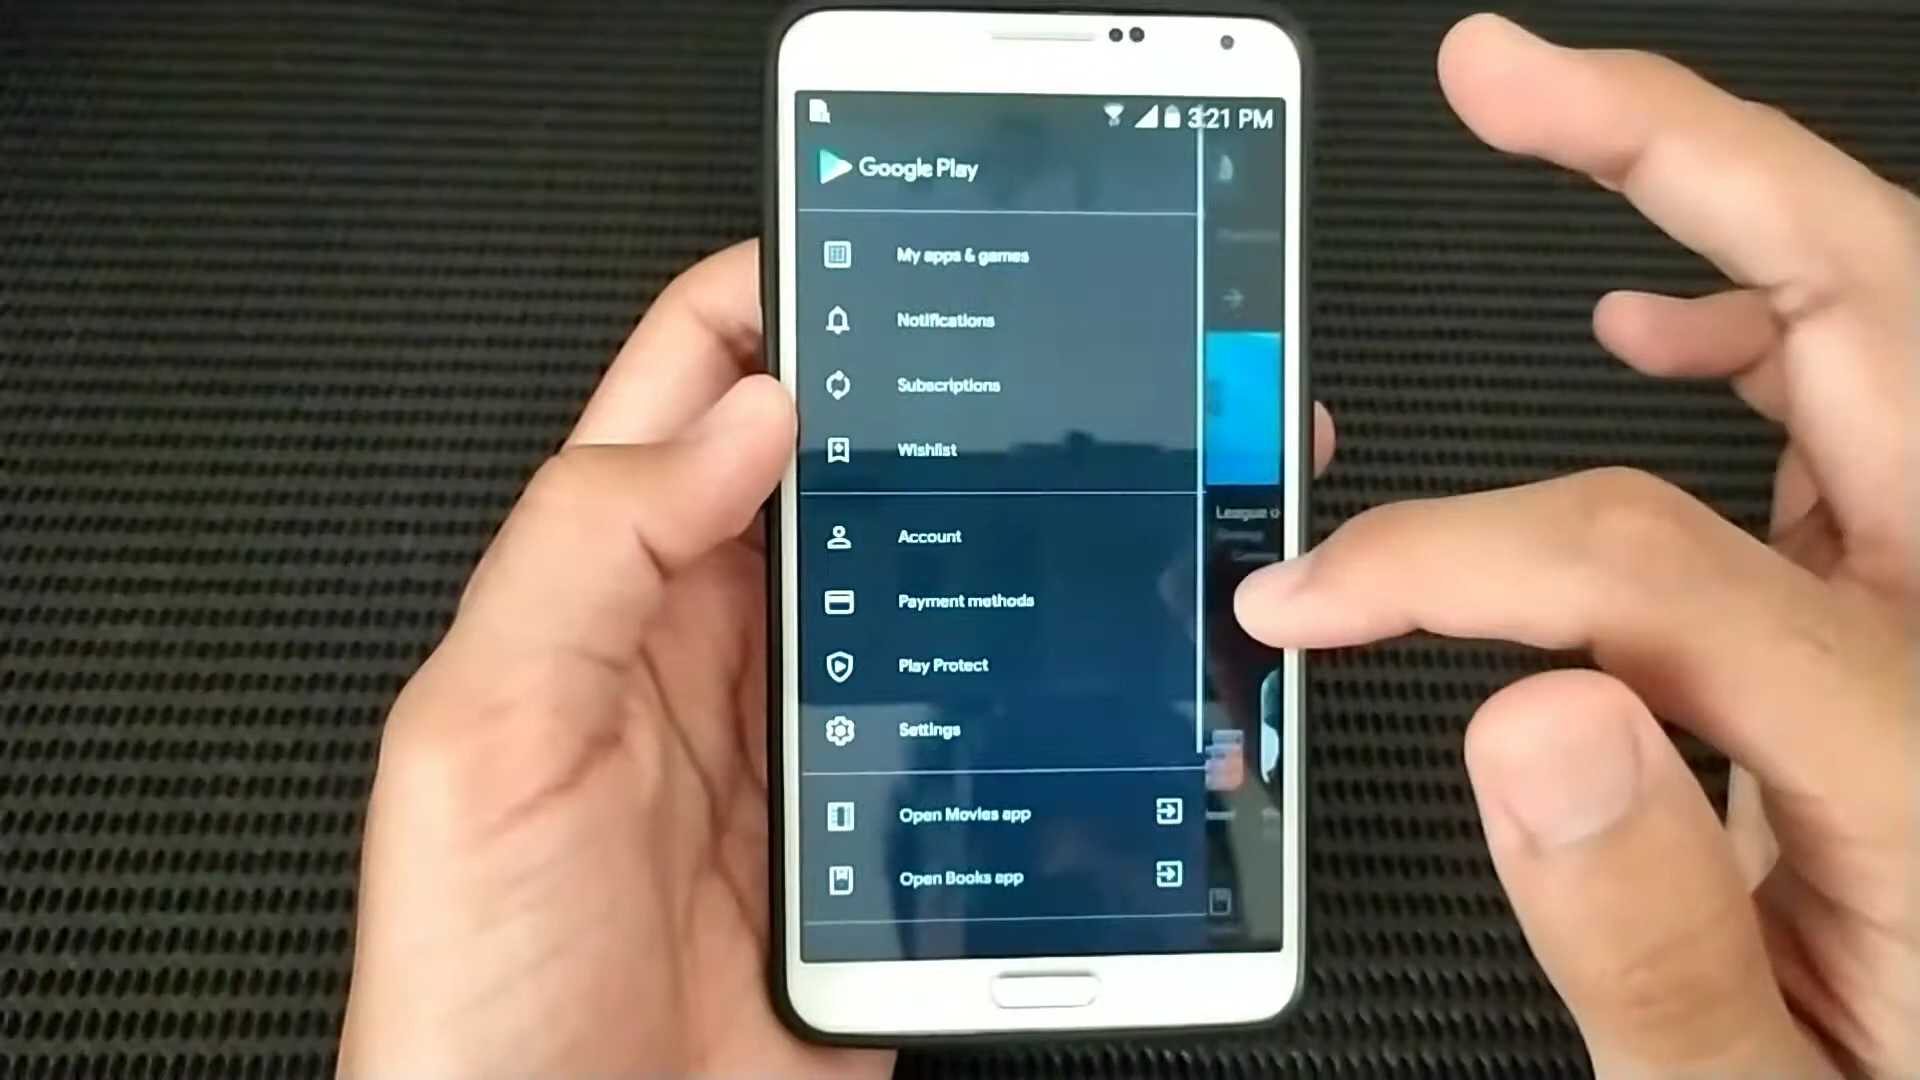 3:21 PM
Google Play
My apps & games
Notifications
Subscriptions
Wishlist
League o
Account
Payment methods
Play Protect
Settings
Open Movies app
Open Books app